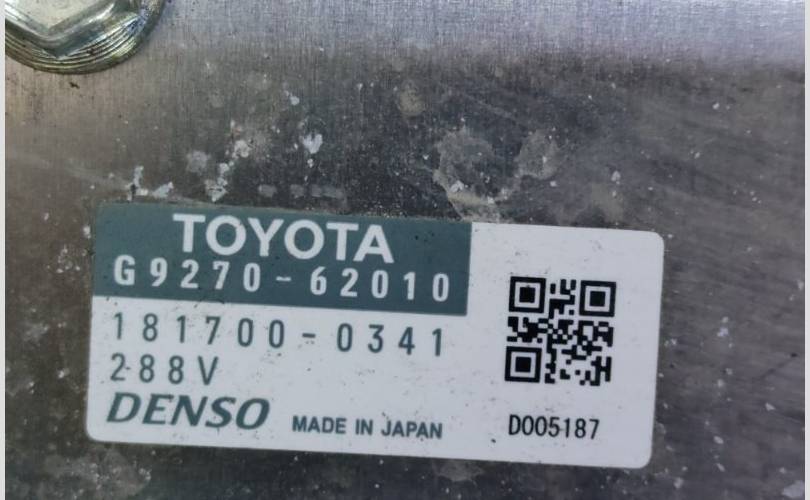 TOYOTA
G9270-62010
181700-0341
288V
DENSO MADE IN JAPAN
D005187